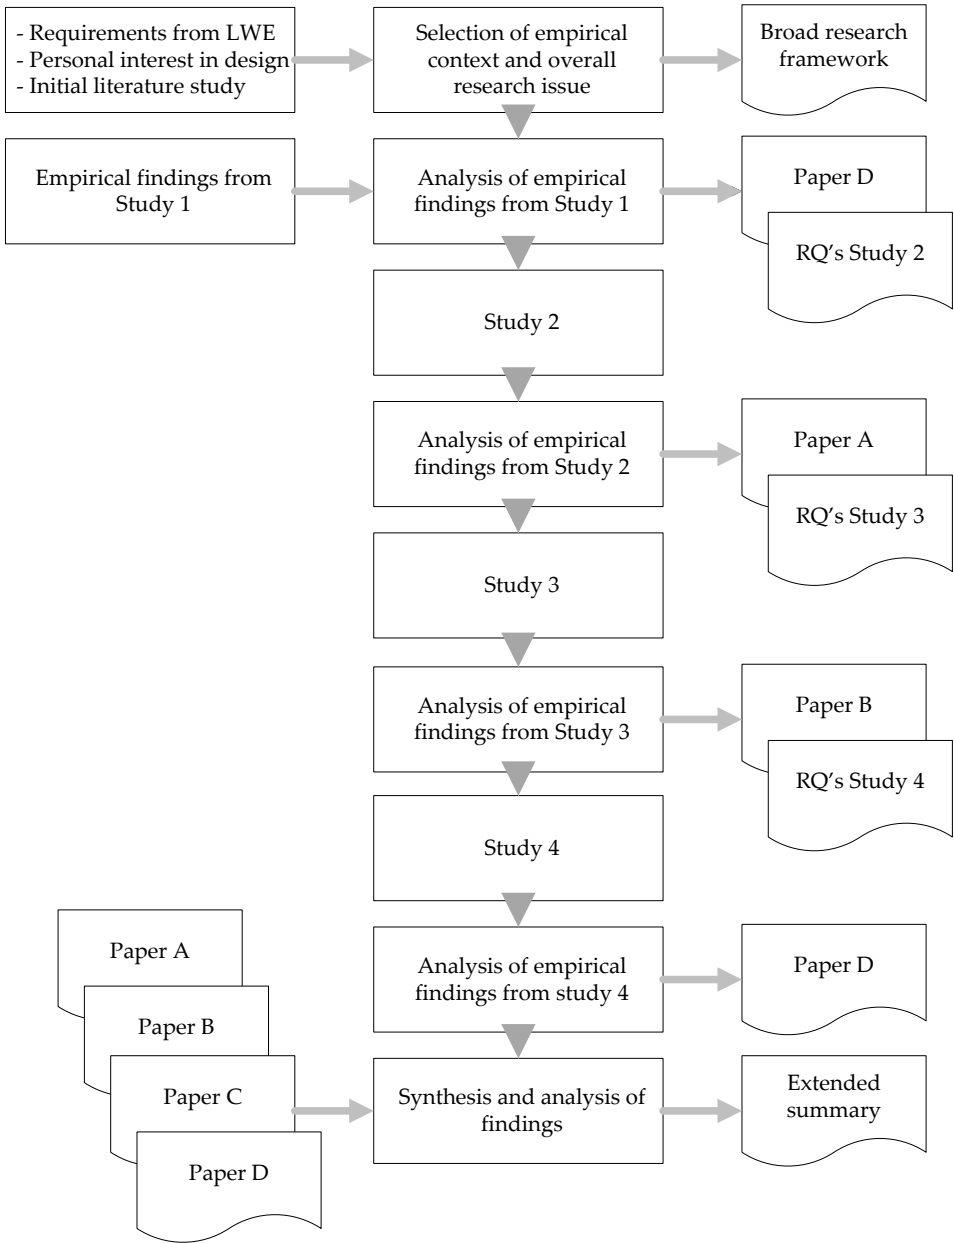 - Requirements from LWE
- Personal interest in design
- Initial literature study
Selection of empirical
context and overall
research issue
Broad research
framework
Empirical findings from
Study 1
Analysis of empirical
findings from Study 1
Paper D
RQ's Study 2
Study 2
Analysis of empirical
findings from Study 2
Paper A
RQ's Study 3
Study 3
Analysis of empirical
findings from Study 3
Paper B
RQ's Study 4
Study 4
Analysis of empirical
findings from study 4
Paper D
Paper A
Paper B
Paper C
Paper D
Synthesis and analysis of
findings
Extended
summary